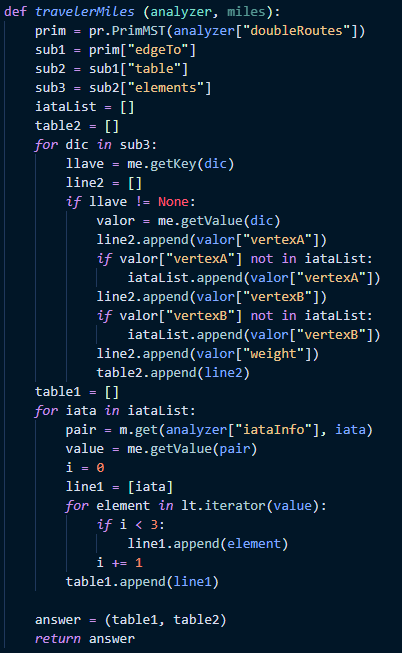 def travelerMiles (analyzer, miles):
    prim = pr.PrimMST(analyzer["doubleRoutes"])
    sub1 = prim["edgeTo"]
    sub2 = sub1["table"]
    sub3 = sub2["elements"]
    iataList = []
    table2 = []
    for dic in sub3:
        llave = me.getKey(dic)
        line2 = []
        if llave != None:
            valor = me.getValue(dic)
            line2.append(valor["vertexA"])
            if valor["vertexA"] not in iataList:
                iataList.append(valor["vertexA"])
            line2.append(valor["vertexB"])
            if valor["vertexB"] not in iataList:
                iataList.append(valor["vertexB"])
            line2.append(valor["weight"])
            table2.append(line2)
    table1 = []
    for iata in iataList:
        pair = m.get(analyzer["iataInfo"], iata)
        value = me.getValue(pair)
        i = 0
        line1 = [iata]
        for element in lt.iterator(value):
            if i < 3:
                line1.append(element)
            i += 1
        table1.append(line1)

    answer = (table1, table2)
    return answer